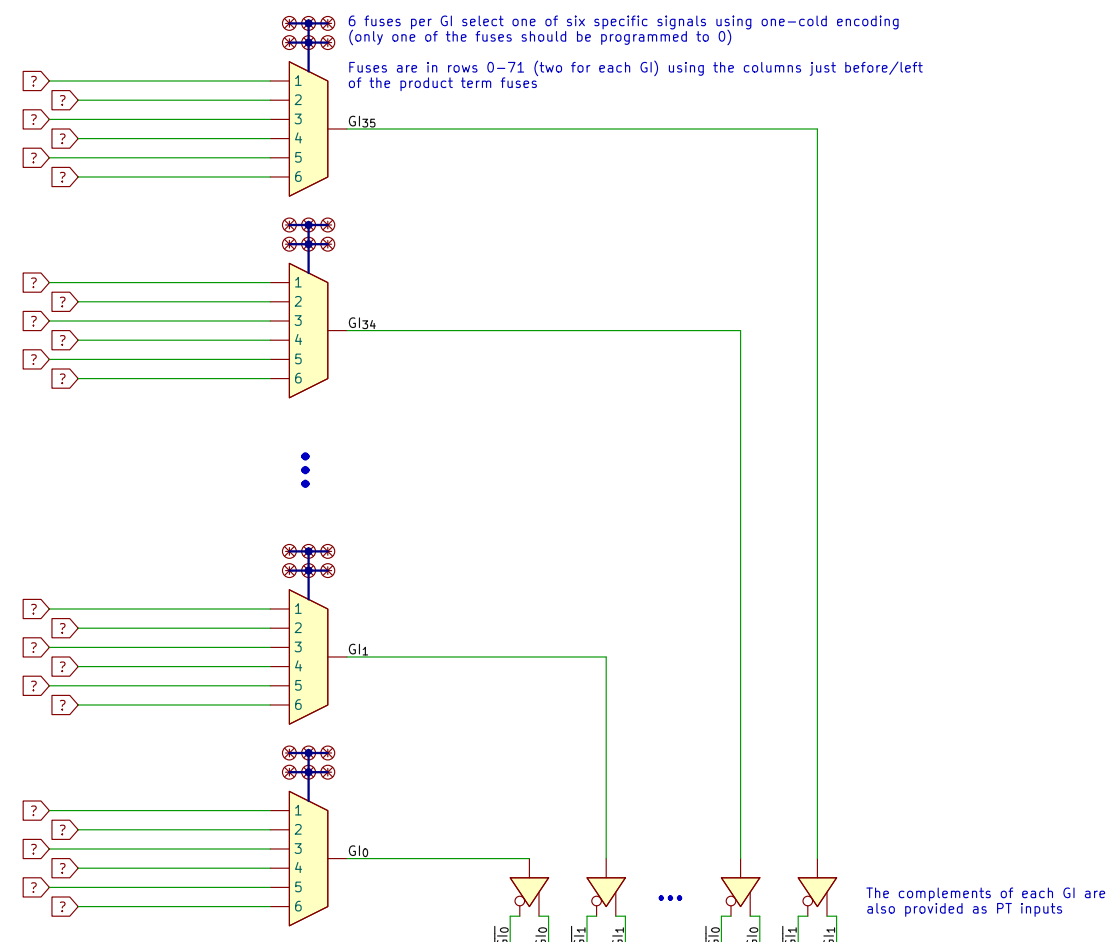 6 fuses per GI select one of six specific signals using one-cold encoding
(only one of the fuses should be programmed to 0)
Fuses are in rows 0-71 (two for each GI) using the columns just before/left
of the product term fuses
? 1
? 2
? 3
? 4
? 5
? 6
GI35
? 1
? 2
? 3
? 4
? 5
? 6
GI34
? 1
? 2
? 3
? 4
? 5
? 6
GI1
? 1
? 2
? 3
? 4
? 5
? 6
GI0
The complements of each GI are
also provided as PT inputs